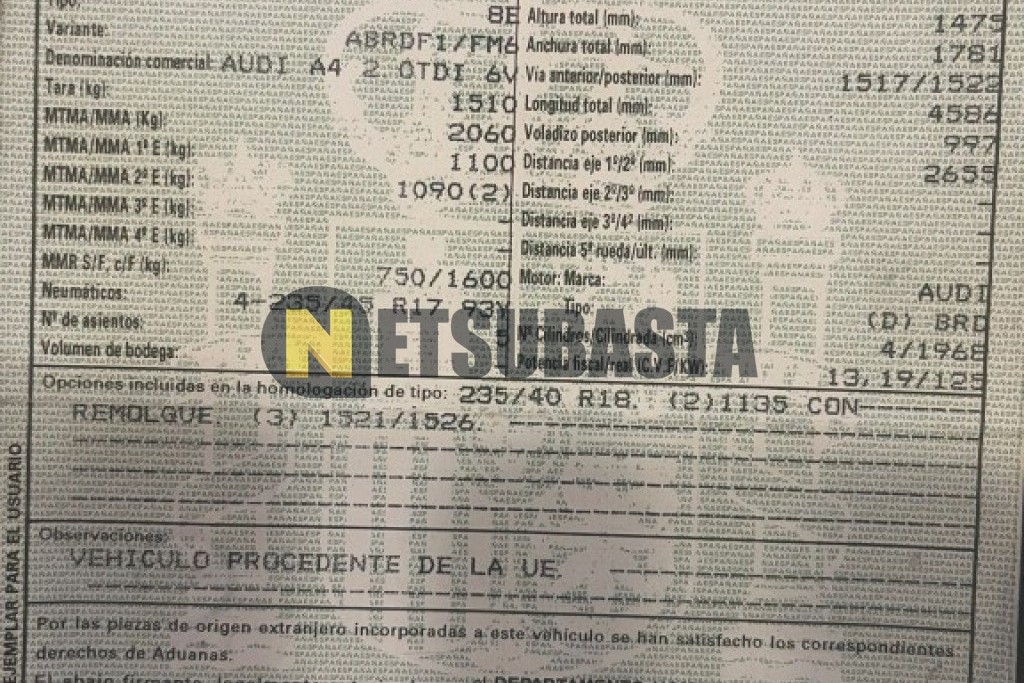 Tipo:
8E
Variante:
ABRDF1/FM6
Denominación comercial: AUDI A4 2.0TDI 6V
Tara (kg):
1510
MTMA/MMA (Kg):
2060
MTMA/MMA 1º E (kg):
1100
MTMA/MMA 2º E (kg):
1090(2)
MTMA/MMA 3º E (kg):
-
MTMA/MMA 4º E (kg):
-
MMR S/F, c/F (kg):
750/1600
Neumáticos:
4-235/45 R17 93Y
Nº de asientos:
5
Volumen de bodega:
Altura total (mm):
1475
Anchura total (mm):
1781
Vía anterior/posterior (mm):
1517/1522
Longitud total (mm):
4586
Voladizo posterior (mm):
997
Distancia eje 1º/2º (mm):
2655
Distancia eje 2º/3º (mm):
-
Distancia eje 3º/4º (mm):
-
Distancia 5ª rueda/ult. (mm):
-
Motor: Marca:
AUDI
Tipo:
(D) BRD
Nº Cilindros/Cilindrada (cm³):
4/1968
Potencia fiscal/real (C.V.F/KW):
13,19/125
NETSUBASTA
Opciones incluidas en la homologación de tipo: 235/40 R18. (2)1135 CON------
REMOLGUE. (3) 1521/1526. ------
Observaciones:
VEHICULO PROCEDENTE DE LA UE. ------
Por las piezas de origen extranjero incorporadas a este vehículo se han satisfecho los correspondientes
derechos de Aduanas.
EJEMPLAR PARA EL USUARIO